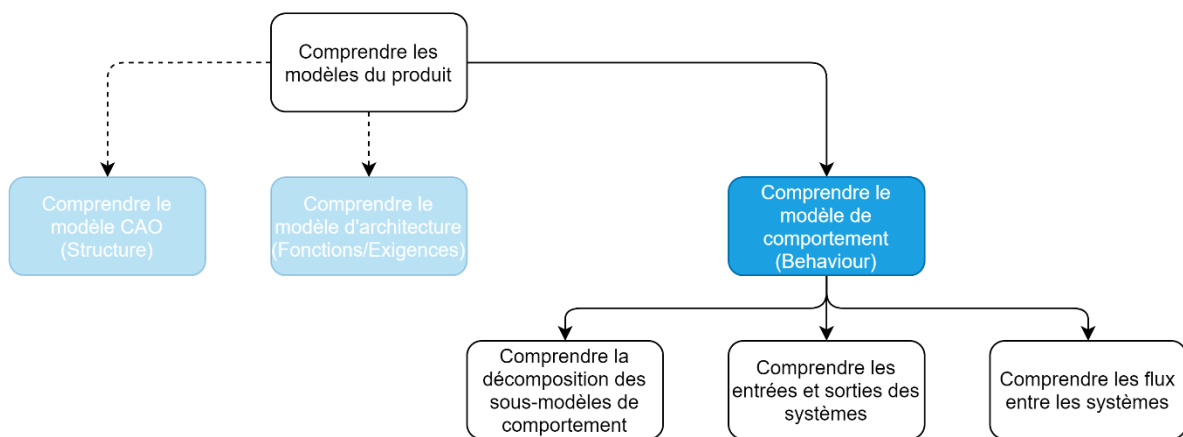 Comprendre les
modèles du produit
Comprendre le
modèle CAO
(Structure)
Comprendre le
modèle d'architecture
(Fonctions/Exigences)
Comprendre le
modèle de
comportement
(Behaviour)
Comprendre la
décomposition des
sous-modèles de
comportement
Comprendre les
entrées et sorties des
systèmes
Comprendre les flux
entre les systèmes